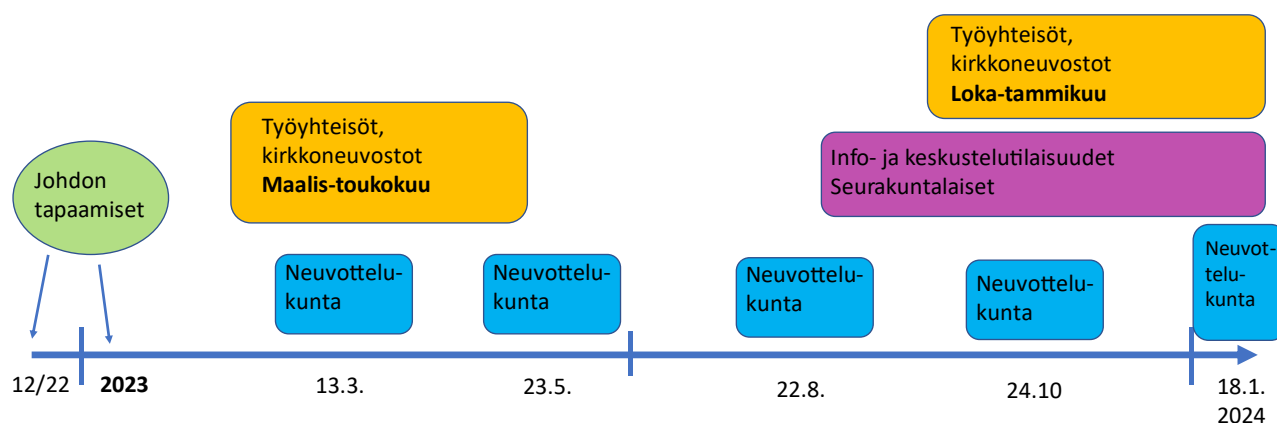 Työyhteisöt,
kirkkoneuvostot
Loka-tammikuu
Työyhteisöt,
kirkkoneuvostot
Maalis-toukokuu
Info- ja keskustelutilaisuudet
Seurakuntalaiset
Johdon
tapaamiset
Neuvottelu-
kunta
Neuvottelu-
kunta
Neuvottelu-
kunta
Neuvottelu-
kunta
Neuvot-
telu-
kunta
12/22
2023
13.3.
23.5.
22.8.
24.10
18.1.
2024